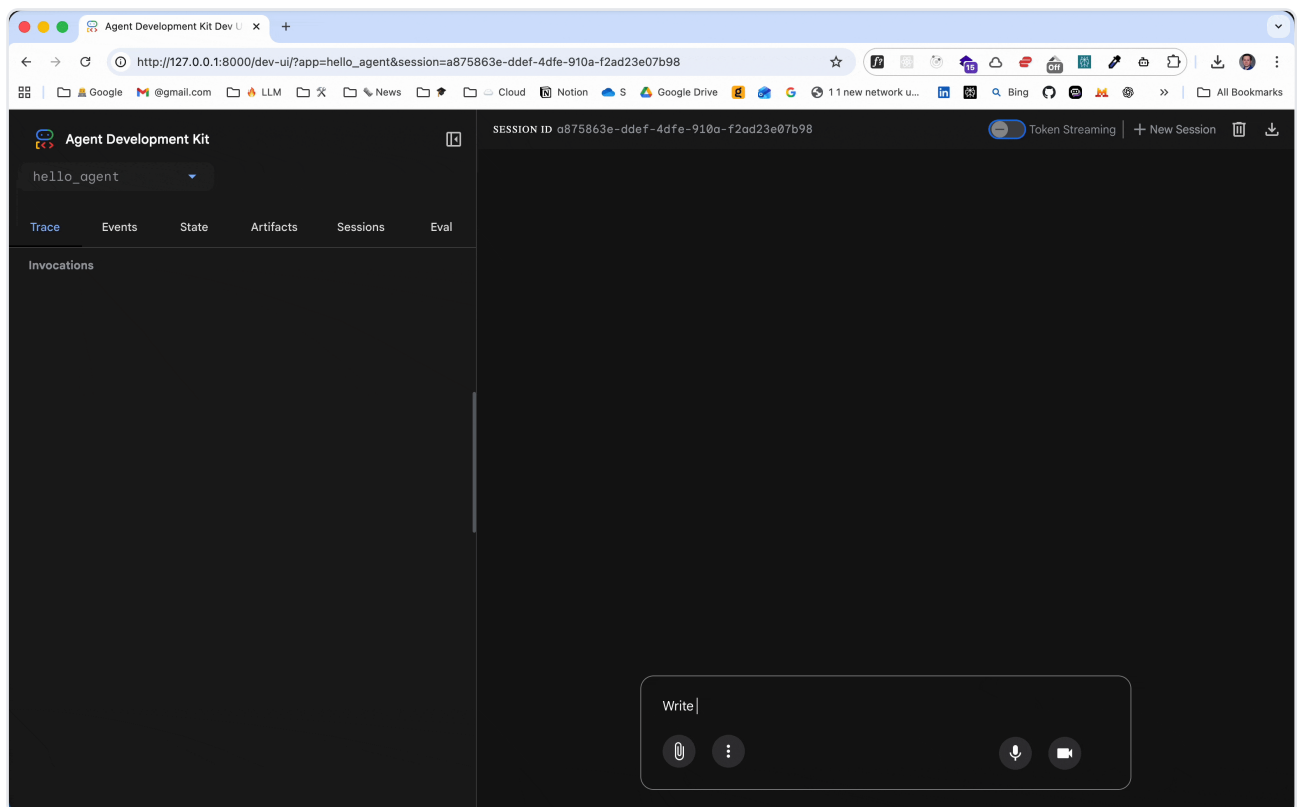 Agent Development Kit Dev U
http://127.0.0.1:8000/dev-ui/?app=hello_agent&session=a875863e-ddef-4dfe-910a-f2ad23e07b98
15
Off
Google
@gmail.com
LLM
News
Cloud
Notion
S
Google Drive
1 1 new network u...
Bing
>>
All Bookmarks
Agent Development Kit
SESSION ID a875863e-ddef-4dfe-910a-f2ad23e07b98
Token Streaming
+ New Session
hello_agent
Trace Events State Artifacts Sessions Eval
Invocations
Write